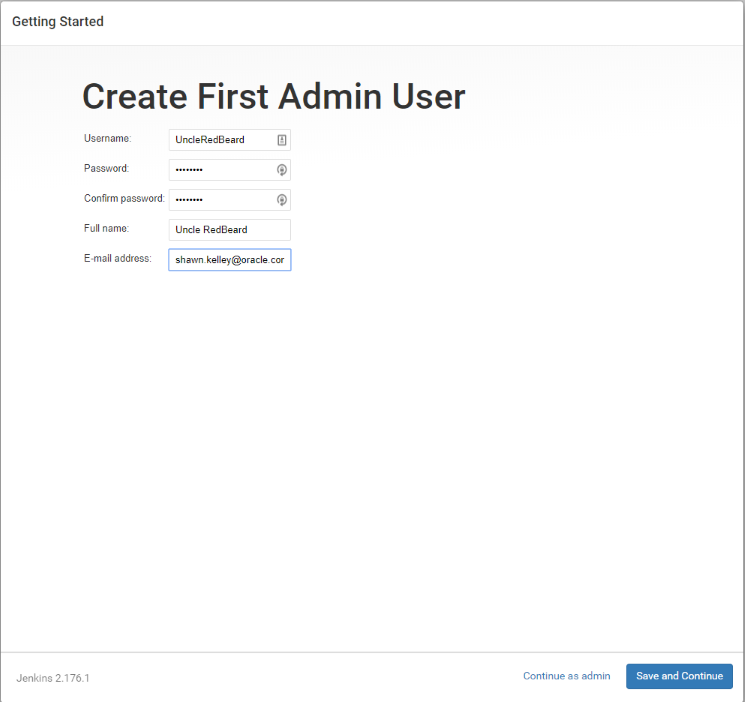 Getting Started
Create First Admin User
Username: UncleRedBeard
Password: ••••••••
Confirm password: ••••••••
Full name: Uncle RedBeard
E-mail address: shawn.kelley@oracle.cor
Jenkins 2.176.1 Continue as admin Save and Continue